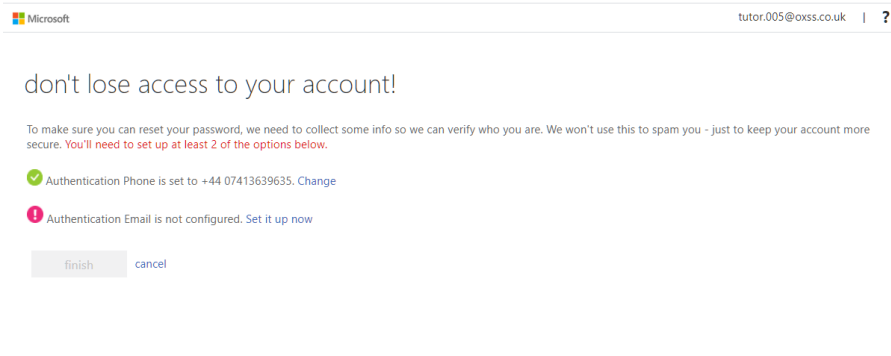 Microsoft
tutor.005@oxss.co.uk | ?
don't lose access to your account!
To make sure you can reset your password, we need to collect some info so we can verify who you are. We won't use this to spam you - just to keep your account more
secure. You'll need to set up at least 2 of the options below.
Authentication Phone is set to +44 07413639635. Change
! Authentication Email is not configured. Set it up now
finish cancel